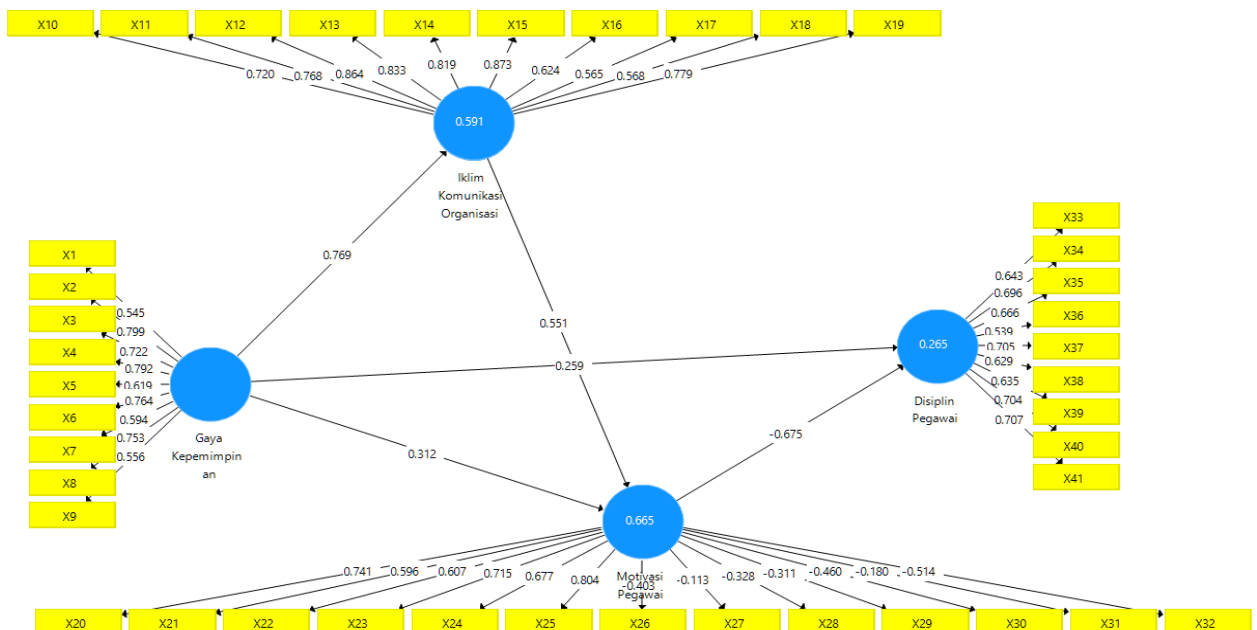 X10 X11 X12 X13 X14 X15 X16 X17 X18 X19
0.720 0.768 0.864 0.833 0.819 0.873 0.624 0.565 0.568 0.779
0.591
Iklim
Komunikasi
Organisasi
0.769
0.551
0.259
0.312
-0.675
X1
X2
X3
X4
X5
X6
X7
X8
X9
0.545
0.799
0.722
0.792
0.619
0.764
0.594
0.753
0.556
Gaya
Kepemimpin
an
0.265
Disiplin
Pegawai
0.643
0.696
0.666
0.539
0.705
0.629
0.635
0.704
0.707
X33
X34
X35
X36
X37
X38
X39
X40
X41
0.665
Motivasi
Pegawai
0.741 0.596 0.607 0.715 0.677 0.804 -0.403 -0.113 -0.328 -0.311 -0.460 -0.180 -0.514
X20 X21 X22 X23 X24 X25 X26 X27 X28 X29 X30 X31 X32